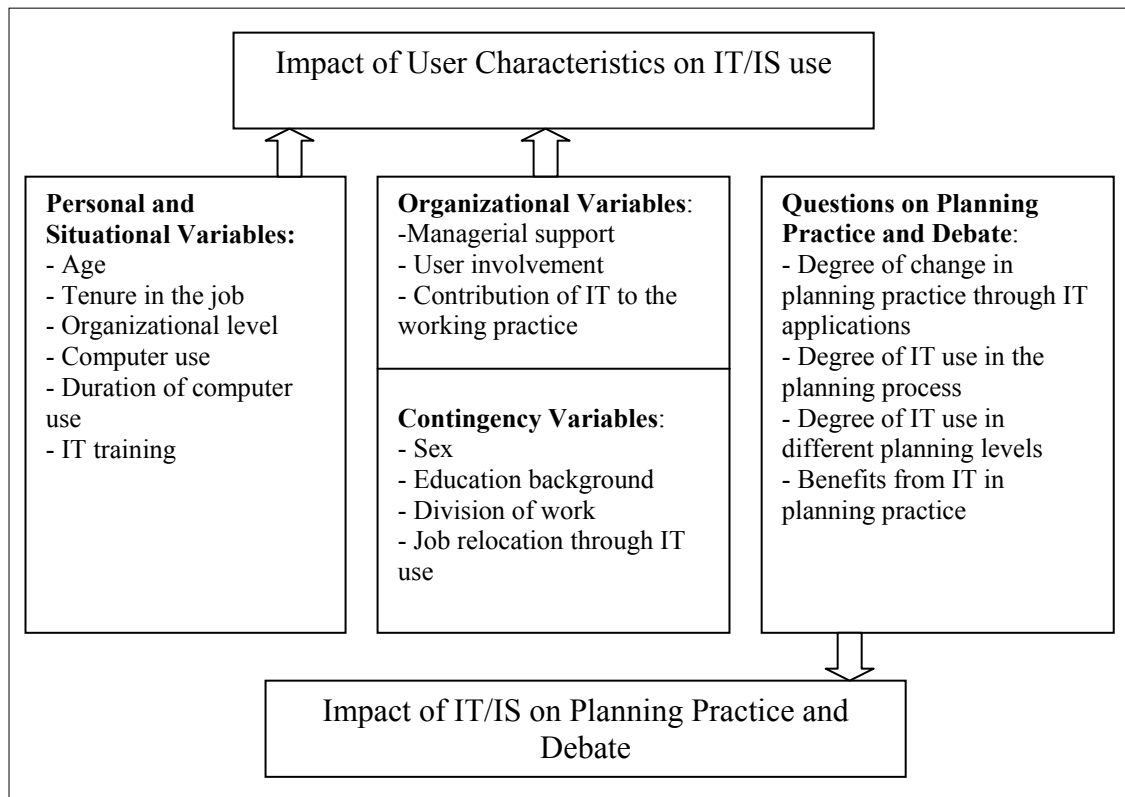 Impact of User Characteristics on IT/IS use
Personal and
Situational Variables:
- Age
- Tenure in the job
- Organizational level
- Computer use
- Duration of computer
use
- IT training
Organizational Variables:
-Managerial support
- User involvement
- Contribution of IT to the
working practice
Contingency Variables:
- Sex
- Education background
- Division of work
- Job relocation through IT
use
Questions on Planning
Practice and Debate:
- Degree of change in
planning practice through IT
applications
- Degree of IT use in the
planning process
- Degree of IT use in
different planning levels
- Benefits from IT in
planning practice
Impact of IT/IS on Planning Practice and
Debate